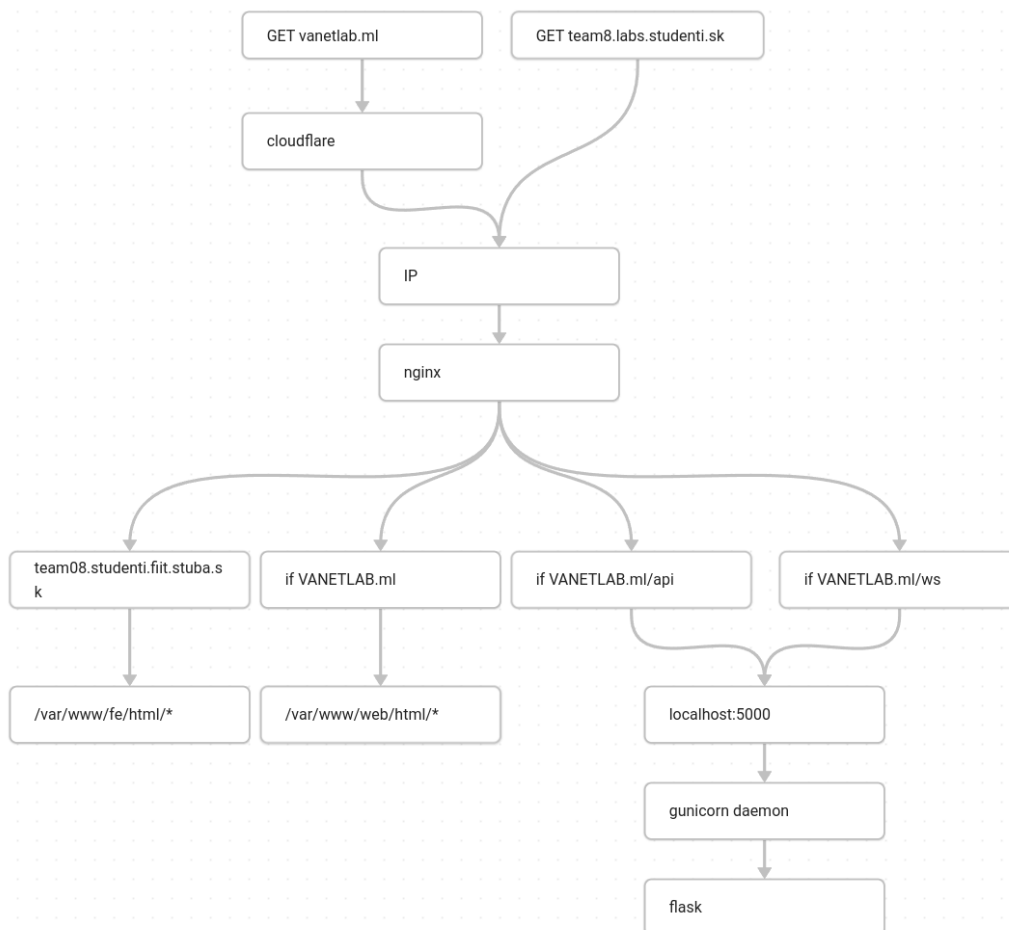 GET vanetlab.ml
GET team8.labs.studenti.sk
cloudflare
IP
nginx
team08.studenti.fiit.stuba.s
k
if VANETLAB.ml
if VANETLAB.ml/api
if VANETLAB.ml/ws
/var/www/fe/html/*
/var/www/web/html/*
localhost:5000
gunicorn daemon
flask